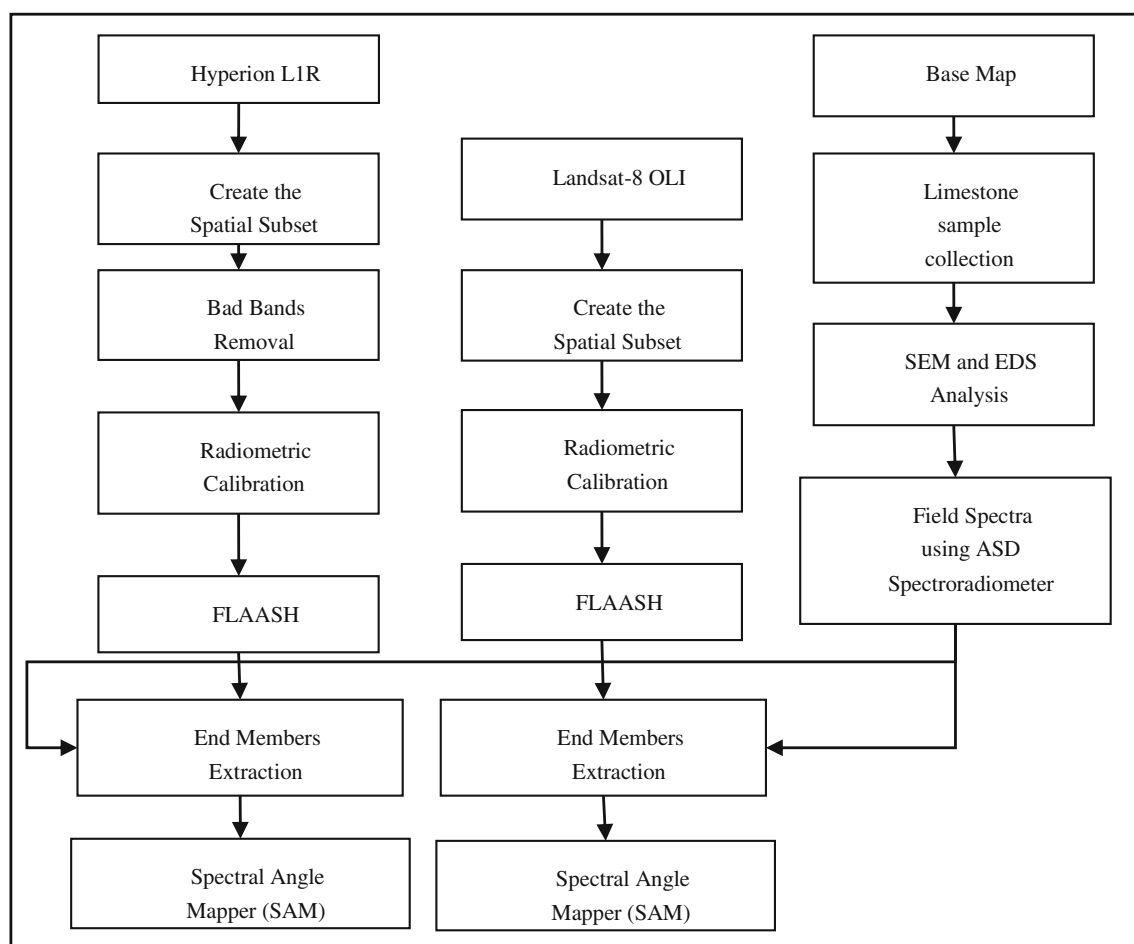 Hyperion L1R
Create the
Spatial Subset
Bad Bands
Removal
Radiometric
Calibration
FLAASH
End Members
Extraction
Spectral Angle
Mapper (SAM)
Landsat-8 OLI
Create the
Spatial Subset
Radiometric
Calibration
FLAASH
End Members
Extraction
Spectral Angle
Mapper (SAM)
Base Map
Limestone
sample
collection
SEM and EDS
Analysis
Field Spectra
using ASD
Spectroradiometer